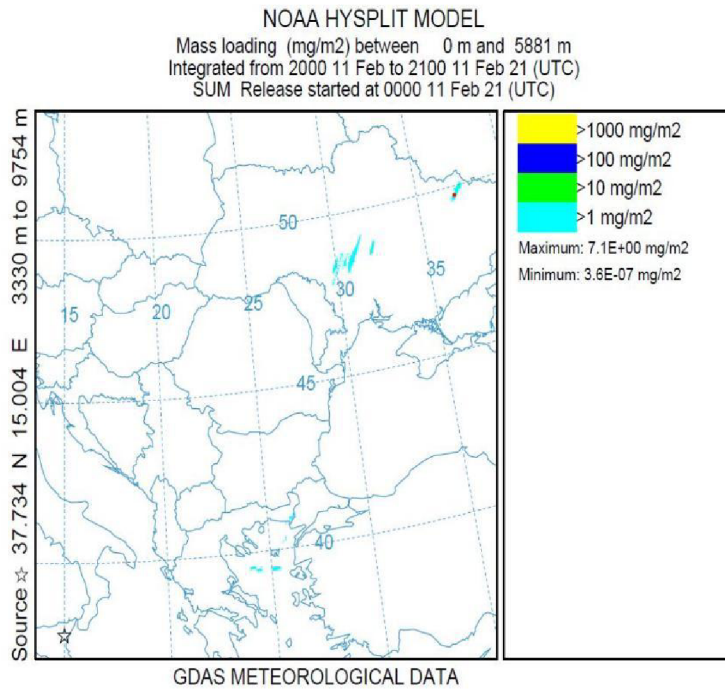 NOAA HYSPLIT MODEL
Mass loading (mg/m2) between 0 m and 5881 m
Integrated from 2000 11 Feb to 2100 11 Feb 21 (UTC)
SUM Release started at 0000 11 Feb 21 (UTC)
Source ☆ 37.734 N 15.004 E 3330 m to 9754 m
50
35
30
25
20
15
45
40
>1000 mg/m2
>100 mg/m2
>10 mg/m2
>1 mg/m2
Maximum: 7.1E+00 mg/m2
Minimum: 3.6E-07 mg/m2
GDAS METEOROLOGICAL DATA